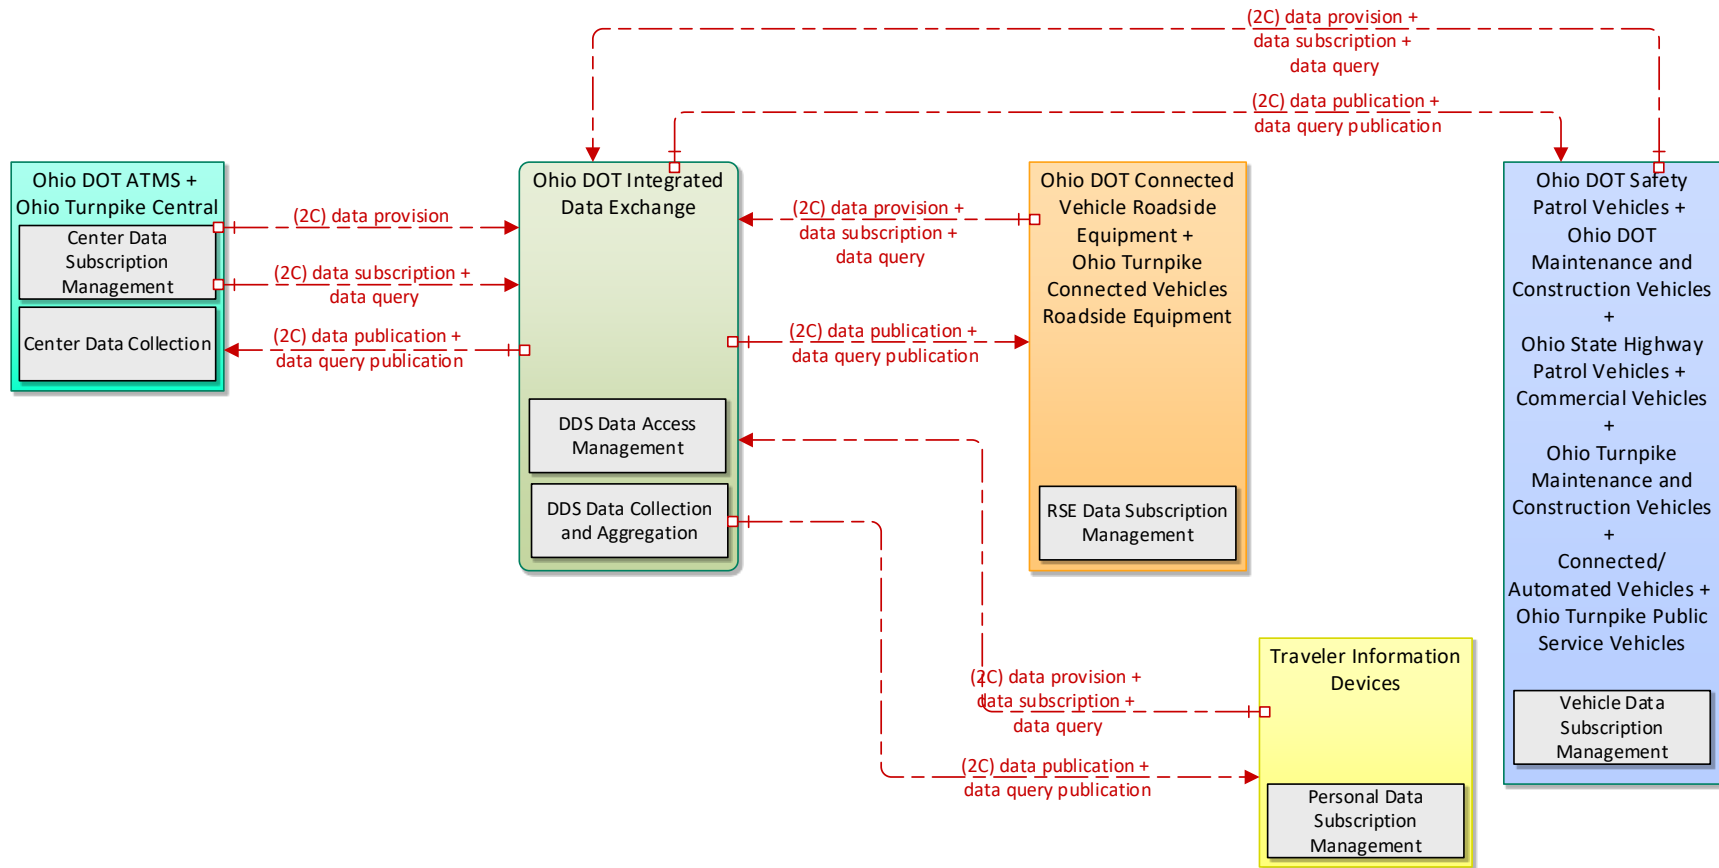 (2C) data provision +
data subscription +
data query
(2C) data publication +
data query publication
Ohio DOT ATMS +
Ohio Turnpike Central
Center Data
Subscription
Management
Center Data Collection
(2C) data provision
(2C) data subscription +
data query
(2C) data publication +
data query publication
Ohio DOT Integrated
Data Exchange
DDS Data Access
Management
DDS Data Collection
and Aggregation
(2C) data provision +
data subscription +
data query
(2C) data publication +
data query publication
Ohio DOT Connected
Vehicle Roadside
Equipment +
Ohio Turnpike
Connected Vehicles
Roadside Equipment
RSE Data Subscription
Management
Ohio DOT Safety
Patrol Vehicles +
Ohio DOT
Maintenance and
Construction Vehicles
+
Ohio State Highway
Patrol Vehicles +
Commercial Vehicles
+
Ohio Turnpike
Maintenance and
Construction Vehicles
+
Connected/
Automated Vehicles +
Ohio Turnpike Public
Service Vehicles
Vehicle Data
Subscription
Management
(2C) data provision +
data subscription +
data query
(2C) data publication +
data query publication
Traveler Information
Devices
Personal Data
Subscription
Management